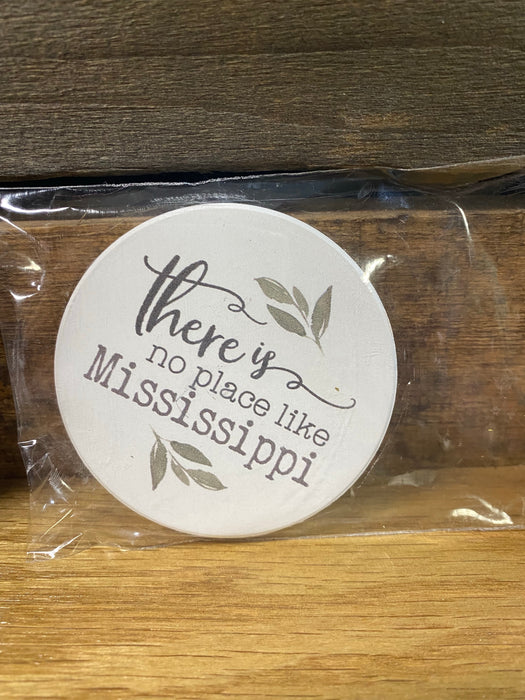 There is
no place like
Mississippi